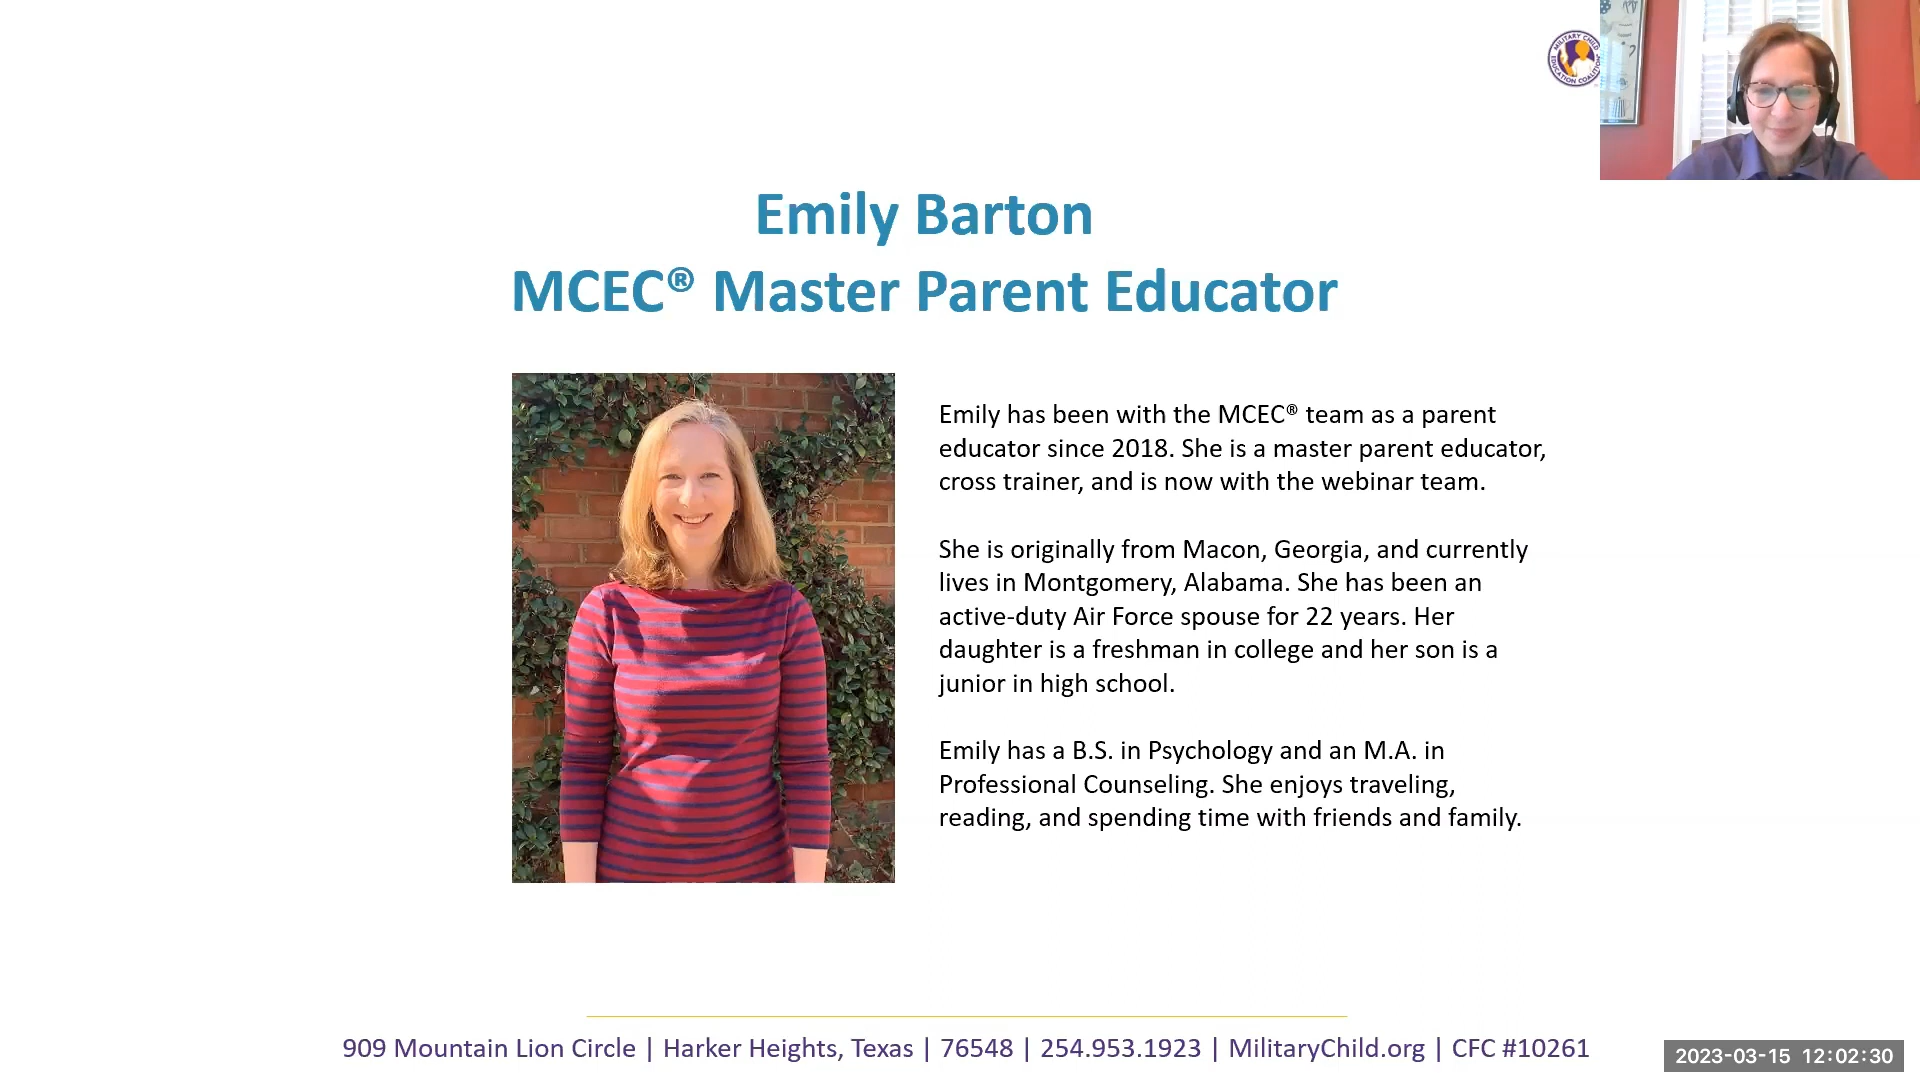 MILITARY CHILD
EDUCATION COALITION
Emily Barton
MCEC® Master Parent Educator
Emily has been with the MCEC® team as a parent
educator since 2018. She is a master parent educator,
cross trainer, and is now with the webinar team.
She is originally from Macon, Georgia, and currently
lives in Montgomery, Alabama. She has been an
active-duty Air Force spouse for 22 years. Her
daughter is a freshman in college and her son is a
junior in high school.
Emily has a B.S. in Psychology and an M.A. in
Professional Counseling. She enjoys traveling,
reading, and spending time with friends and family.
909 Mountain Lion Circle | Harker Heights, Texas | 76548 | 254.953.1923 | MilitaryChild.org | CFC #10261
2023-03-15 12:02:30